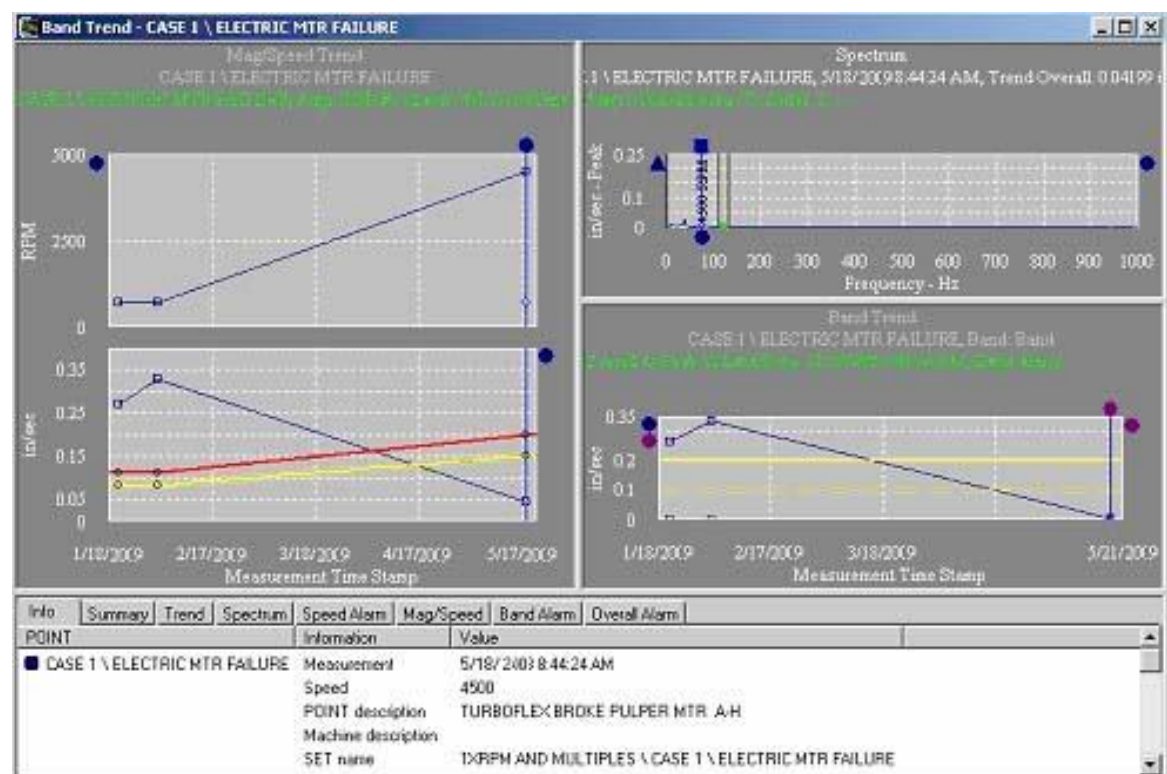 Band Trend - CASE 1 \ ELECTRIC MTR FAILURE
Mag/Speed Trend
CASE 1 \ ELECTRIC MTR FAILURE
5000
2500
0
RPM
0.35
0.25
0.15
0.05
0
in/sec
1/18/2009 2/17/2009 3/18/2009 4/17/2009 5/17/2009
Measurement Time Stamp
Spectrum
.1 \ ELECTRIC MTR FAILURE, 5/18/2009 8:44:24 AM, Trend Overall: 0.04199 i
0.25
0.1
0
in/sec - Peak
4500 RPM
0 100 200 300 400 500 600 700 800 900 1000
Frequency - Hz
Band Trend
CASE 1 \ ELECTRIC MTR FAILURE, Band: Band
0.35
0.2
0.1
0
in/sec
1/18/2009 2/17/2009 3/18/2009 5/21/2009
Measurement Time Stamp
Info Summary Trend Spectrum Speed Alarm Mag/Speed Band Alarm Overall Alarm
POINT Information Value
CASE 1 \ ELECTRIC MTR FAILURE Measurement 8:44:24 AM
Speed 4500
POINT description TURBOFLEX BROKE PULPER MTR A-H
Machine description
SET name 1XRPM AND MULTIPLES \ CASE 1 \ ELECTRIC MTR FAILURE